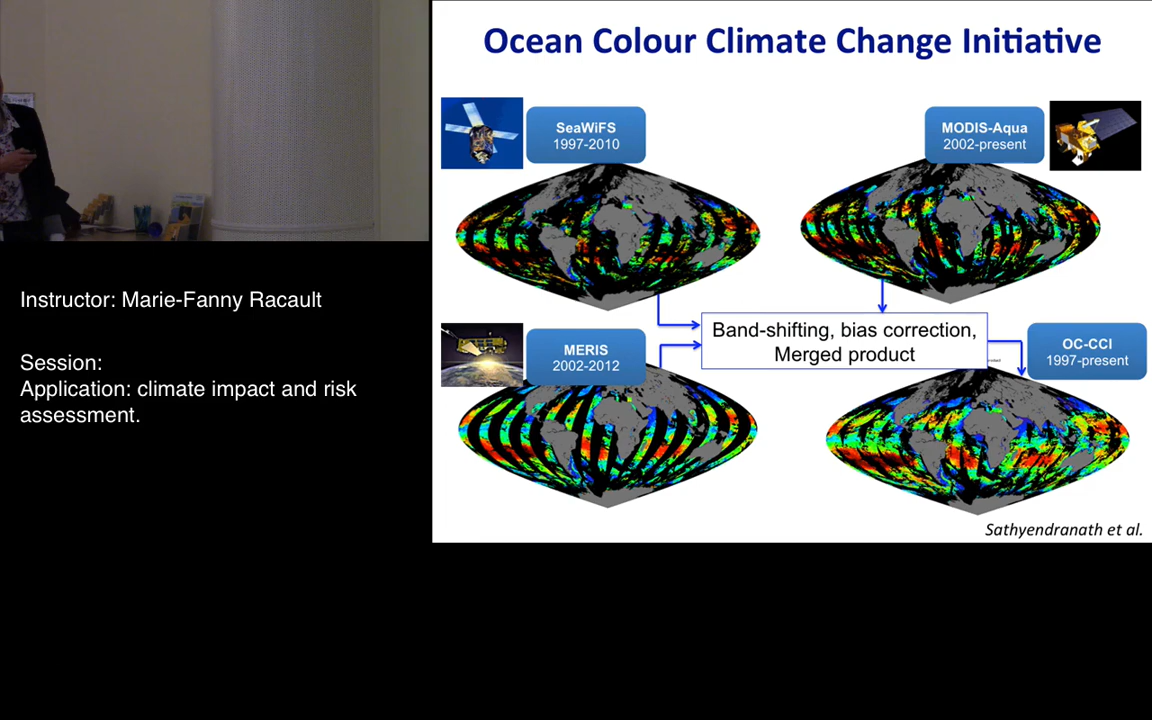 Ocean Colour Climate Change Initiative
SeaWiFS
1997-2010
MODIS-Aqua
2002-present
Instructor: Marie-Fanny Racault
Session:
Application: climate impact and risk
assessment.
Band-shifting, bias correction,
Merged product
MERIS
2002-2012
OC-CCI
1997-present
Sathyendranath et al.